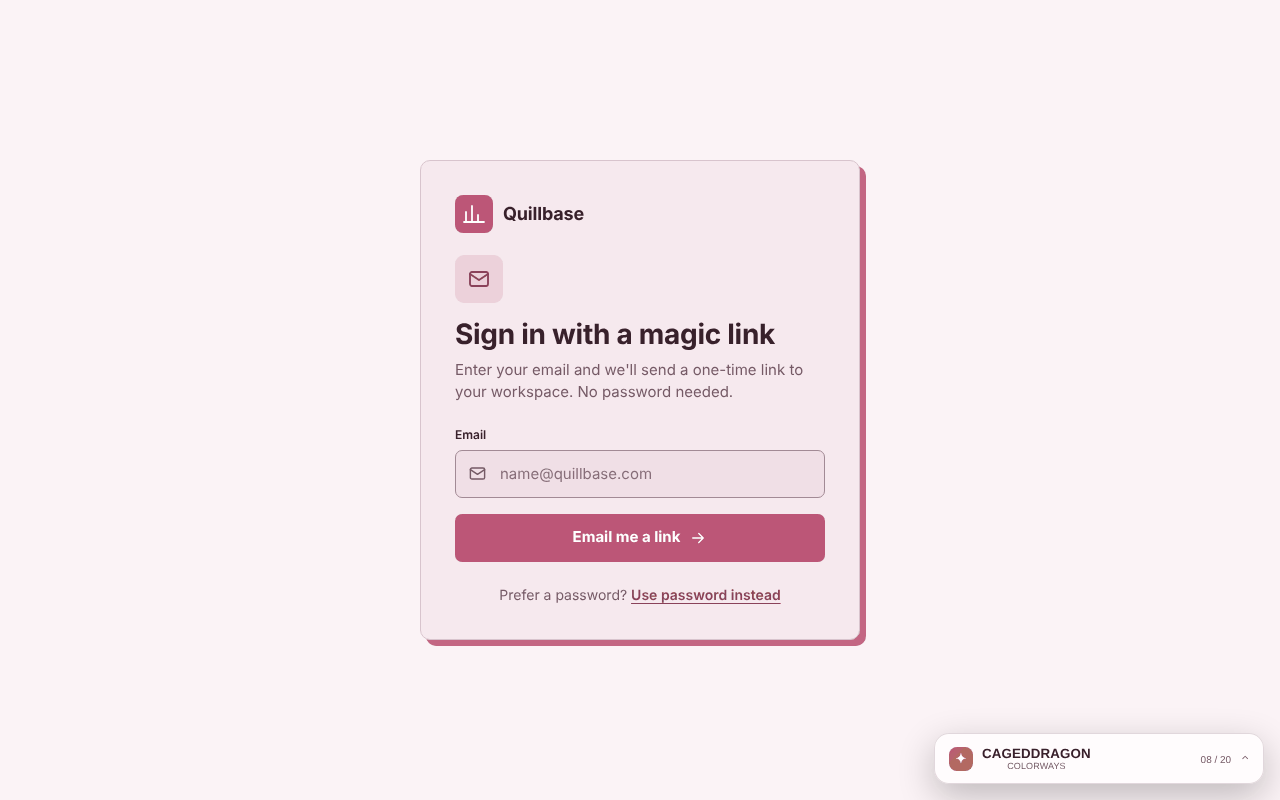 Quillbase
Sign in with a magic link
Enter your email and we'll send a one-time link to
your workspace. No password needed.
Email
name@quillbase.com
Email me a link
Prefer a password? Use password instead
CAGEDDRAGON
COLORWAYS
08 / 20